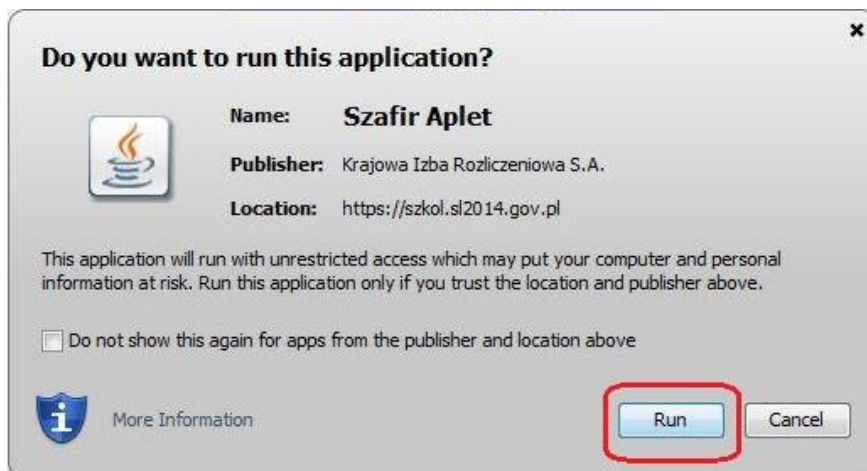 Do you want to run this application?
Name: Szafir Aplet
Publisher: Krajowa Izba Rozliczeniowa S.A.
Location: https://szkol.sl2014.gov.pl
This application will run with unrestricted access which may put your computer and personal
information at risk. Run this application only if you trust the location and publisher above.
Do not show this again for apps from the publisher and location above
More Information
Run
Cancel